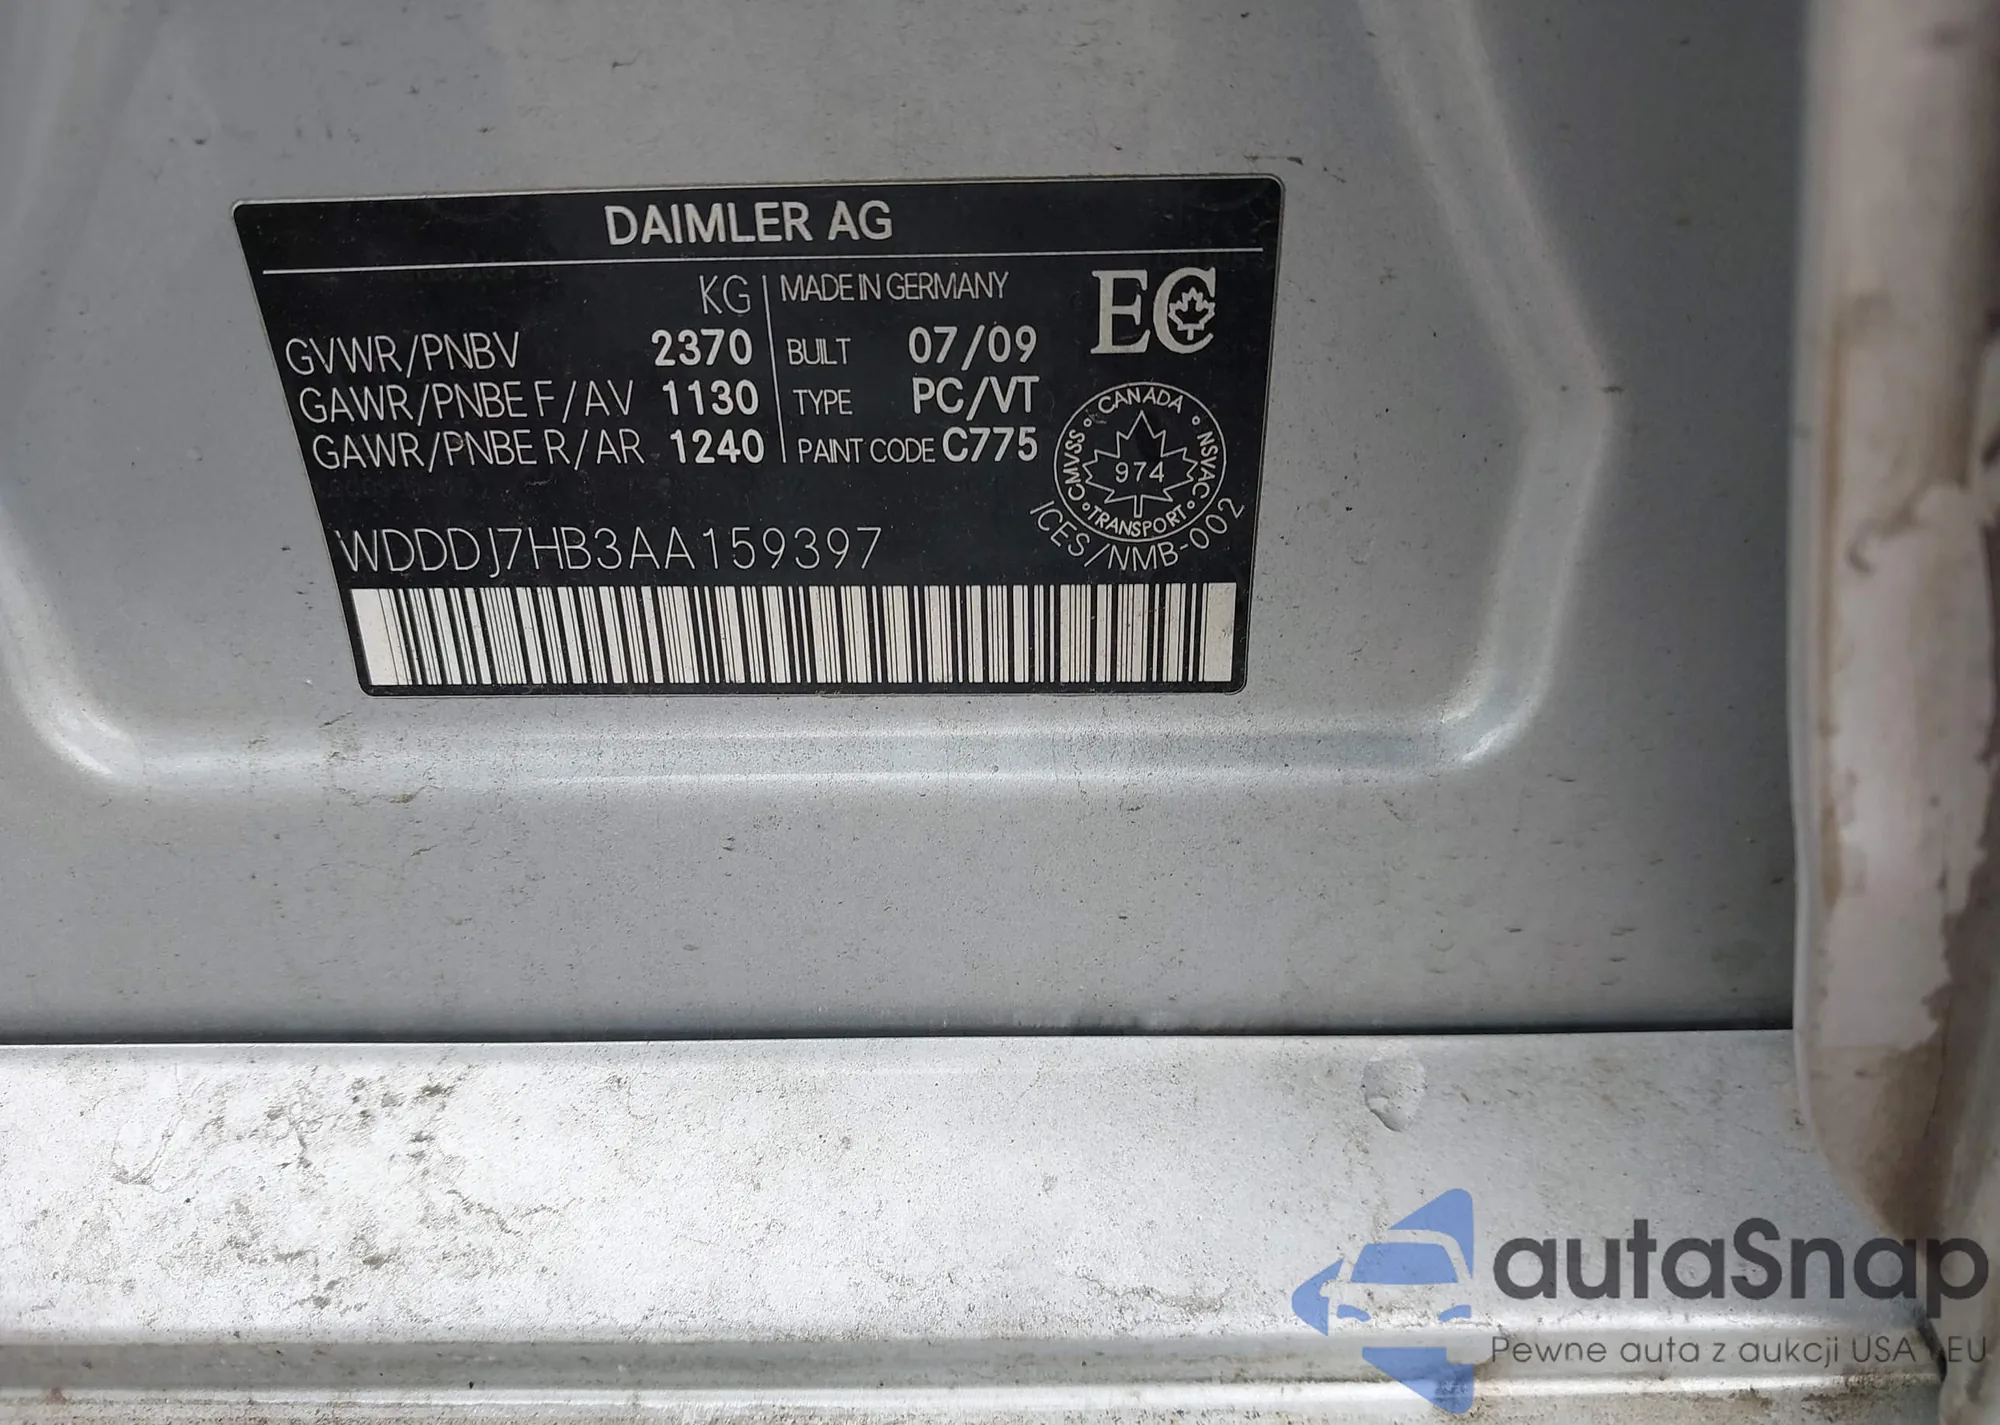 DAIMLER AG
KG
MADE IN GERMANY
EC
GVWR/PNBV 2370
BUILT 07/09
GAWR/PNBE F/AV 1130
TYPE PC/VT
GAWR/PNBE R/AR 1240
PAINT CODE C775
CANADA
NSVAC
TRANSPORT
CMVSS
974
ICES/NMB-002
WDDDJ7HB3AA159397
autaSnap
Pewne auta z aukcji USA i EU